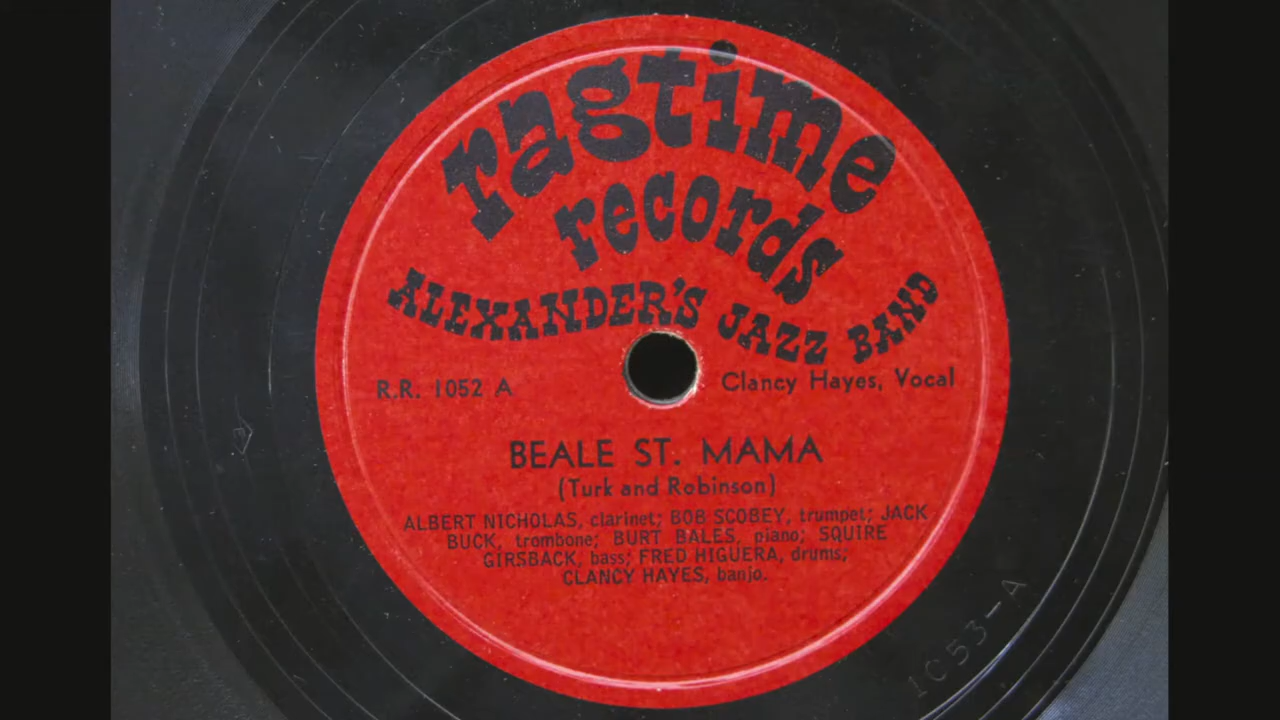 ragtime
records
ALEXANDER'S JAZZ BAND
R.R. 1052 A
Clancy Hayes, Vocal
BEALE ST. MAMA
(Turk and Robinson)
ALBERT NICHOLAS, clarinet; BOB SCOBEY, trumpet; JACK
BUCK, trombone; BURT BALES, piano; SQUIRE
GIRSBACK, bass; FRED HIGUERA, drums;
CLANCY HAYES, banjo.
1053-A